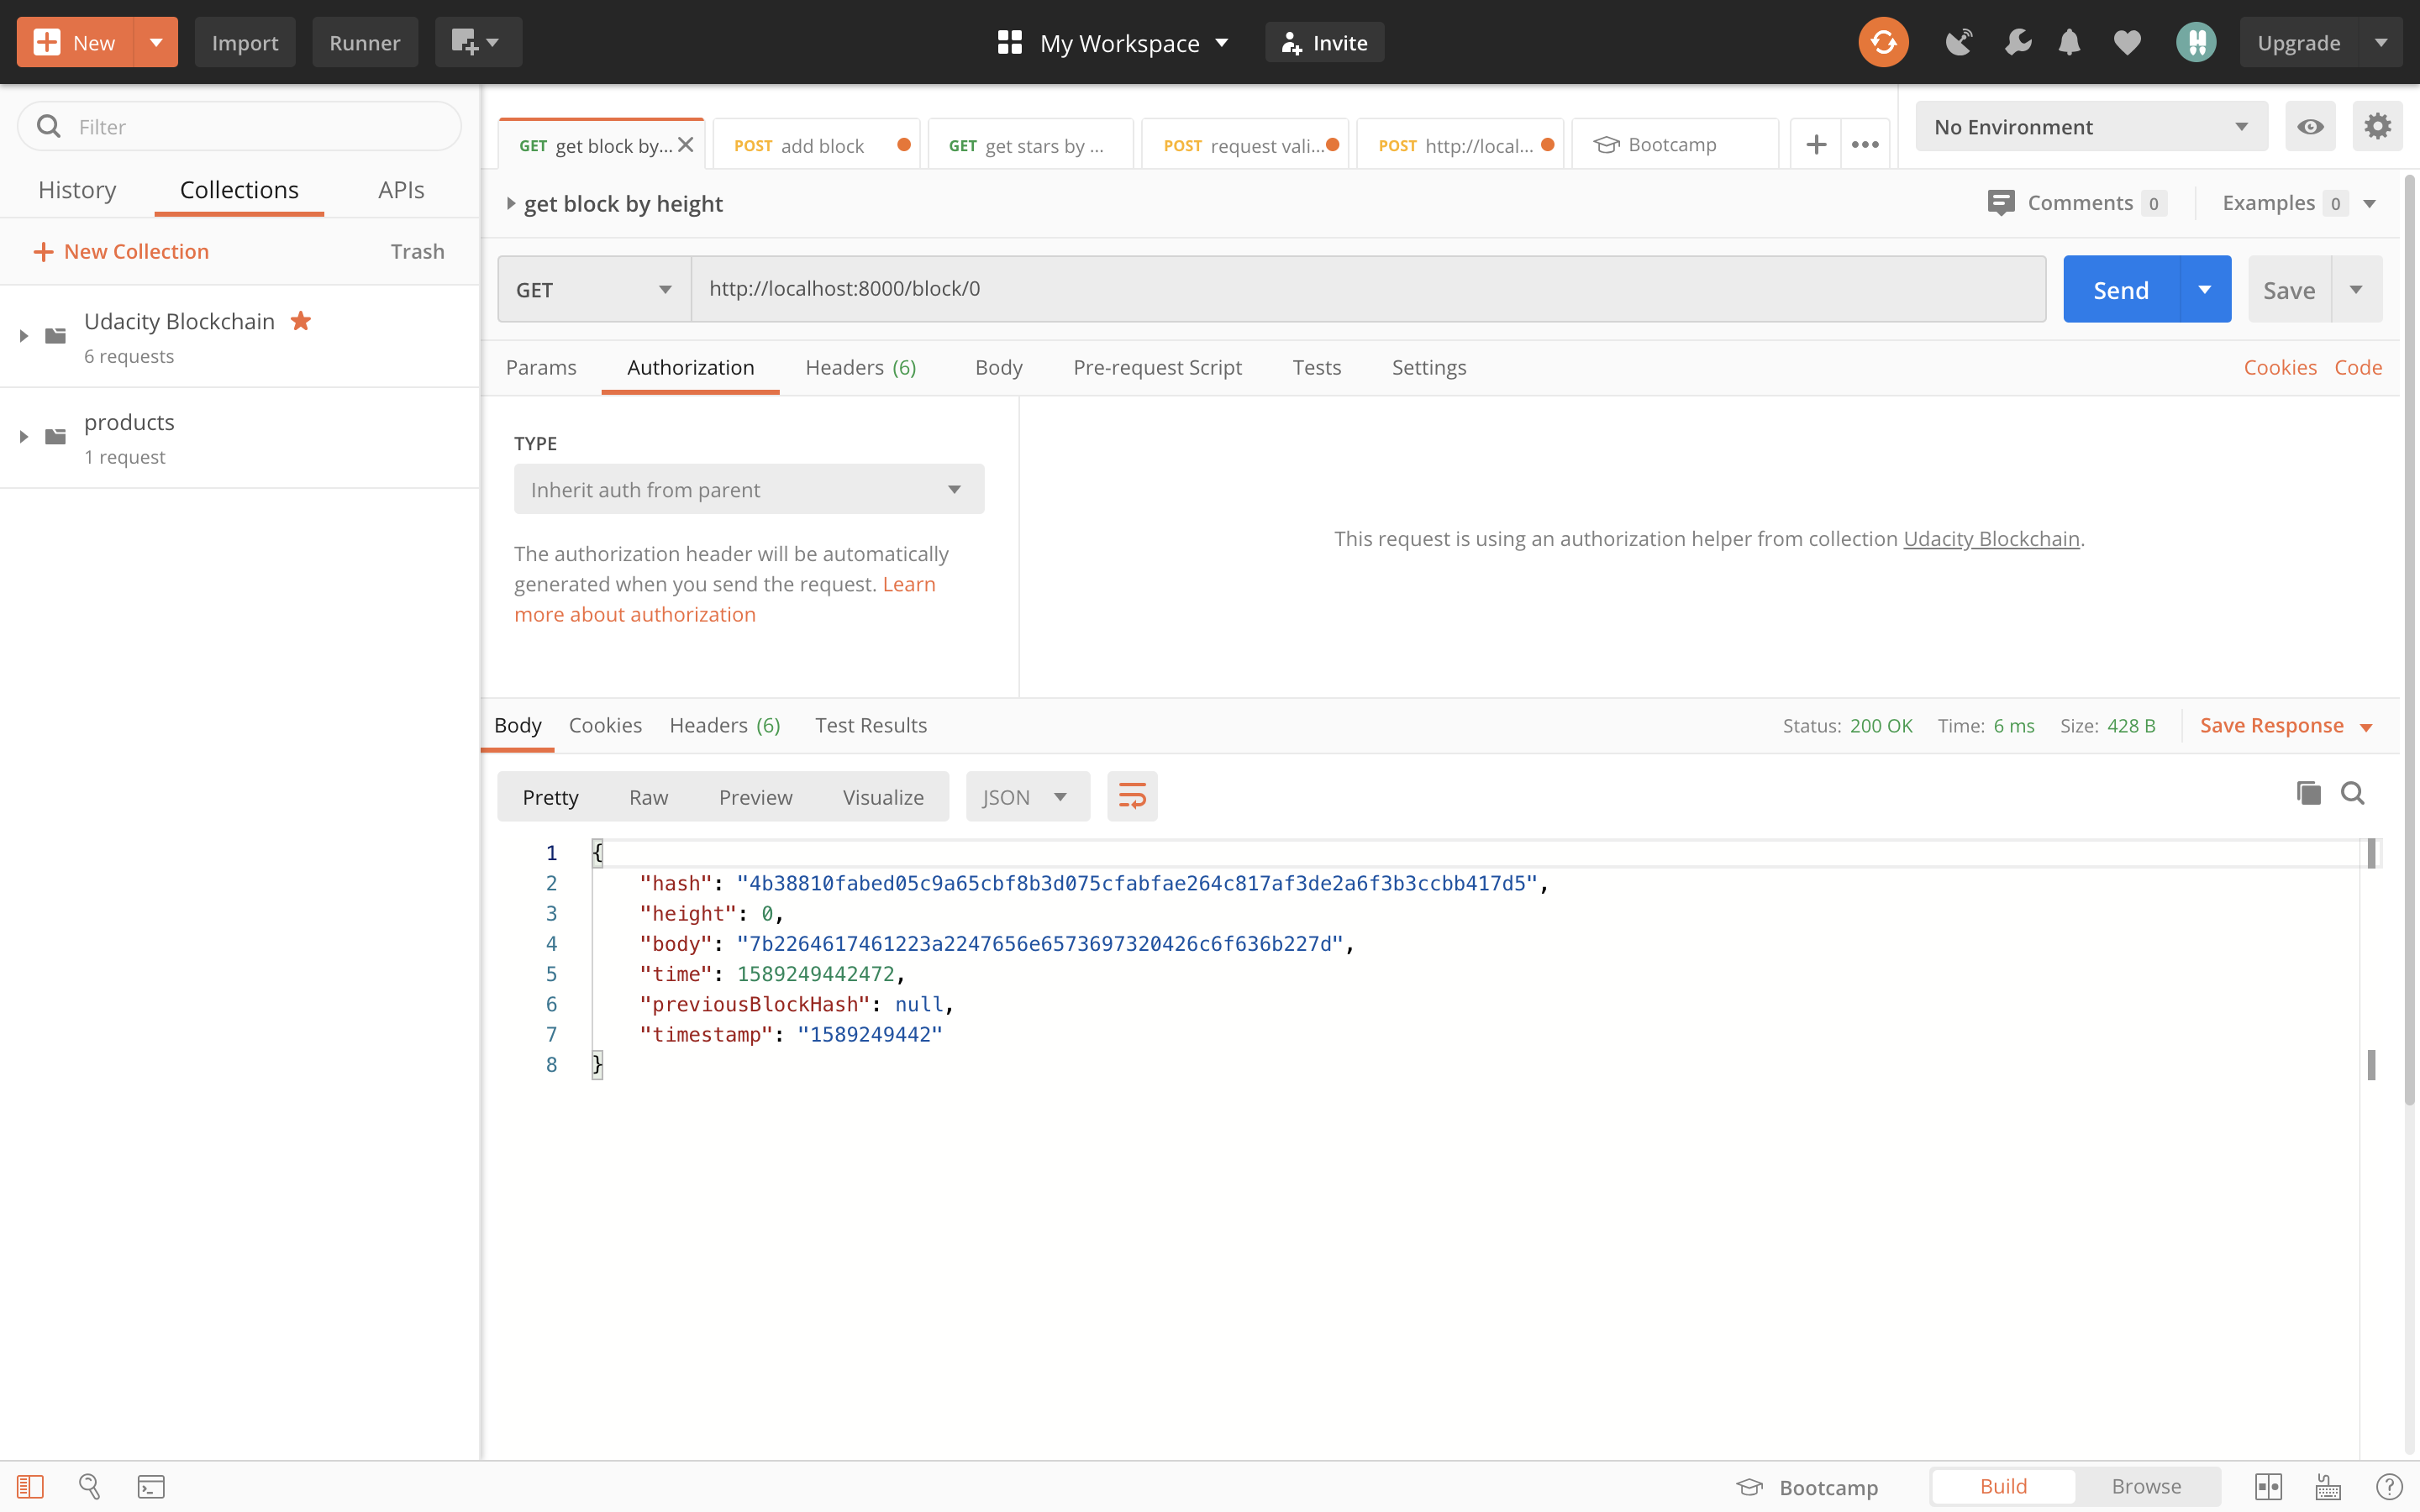 New
Import
Runner
My Workspace
Invite
Upgrade
Filter
History
Collections
APIs
New Collection
Trash
Udacity Blockchain
6 requests
products
1 request
GET get block by...
POST add block
GET get stars by ...
POST request vali...
POST http://local...
Bootcamp
No Environment
get block by height
Comments 0
Examples 0
GET
http://localhost:8000/block/0
Send
Save
Params
Authorization
Headers (6)
Body
Pre-request Script
Tests
Settings
Cookies
Code
TYPE
Inherit auth from parent
The authorization header will be automatically
generated when you send the request. Learn
more about authorization
This request is using an authorization helper from collection Udacity Blockchain.
Body
Cookies
Headers (6)
Test Results
Status: 200 OK
Time: 6 ms
Size: 428 B
Save Response
Pretty
Raw
Preview
Visualize
JSON
1 {
2 "hash": "4b38810fabed05c9a65cbf8b3d075cfabfae264c817af3de2a6f3b3ccbb417d5",
3 "height": 0,
4 "body": "7b2264617461223a2247656e6573697320426c6f636b227d",
5 "time": 1589249442472,
6 "previousBlockHash": null,
7 "timestamp": "1589249442"
8 }
Bootcamp
Build
Browse